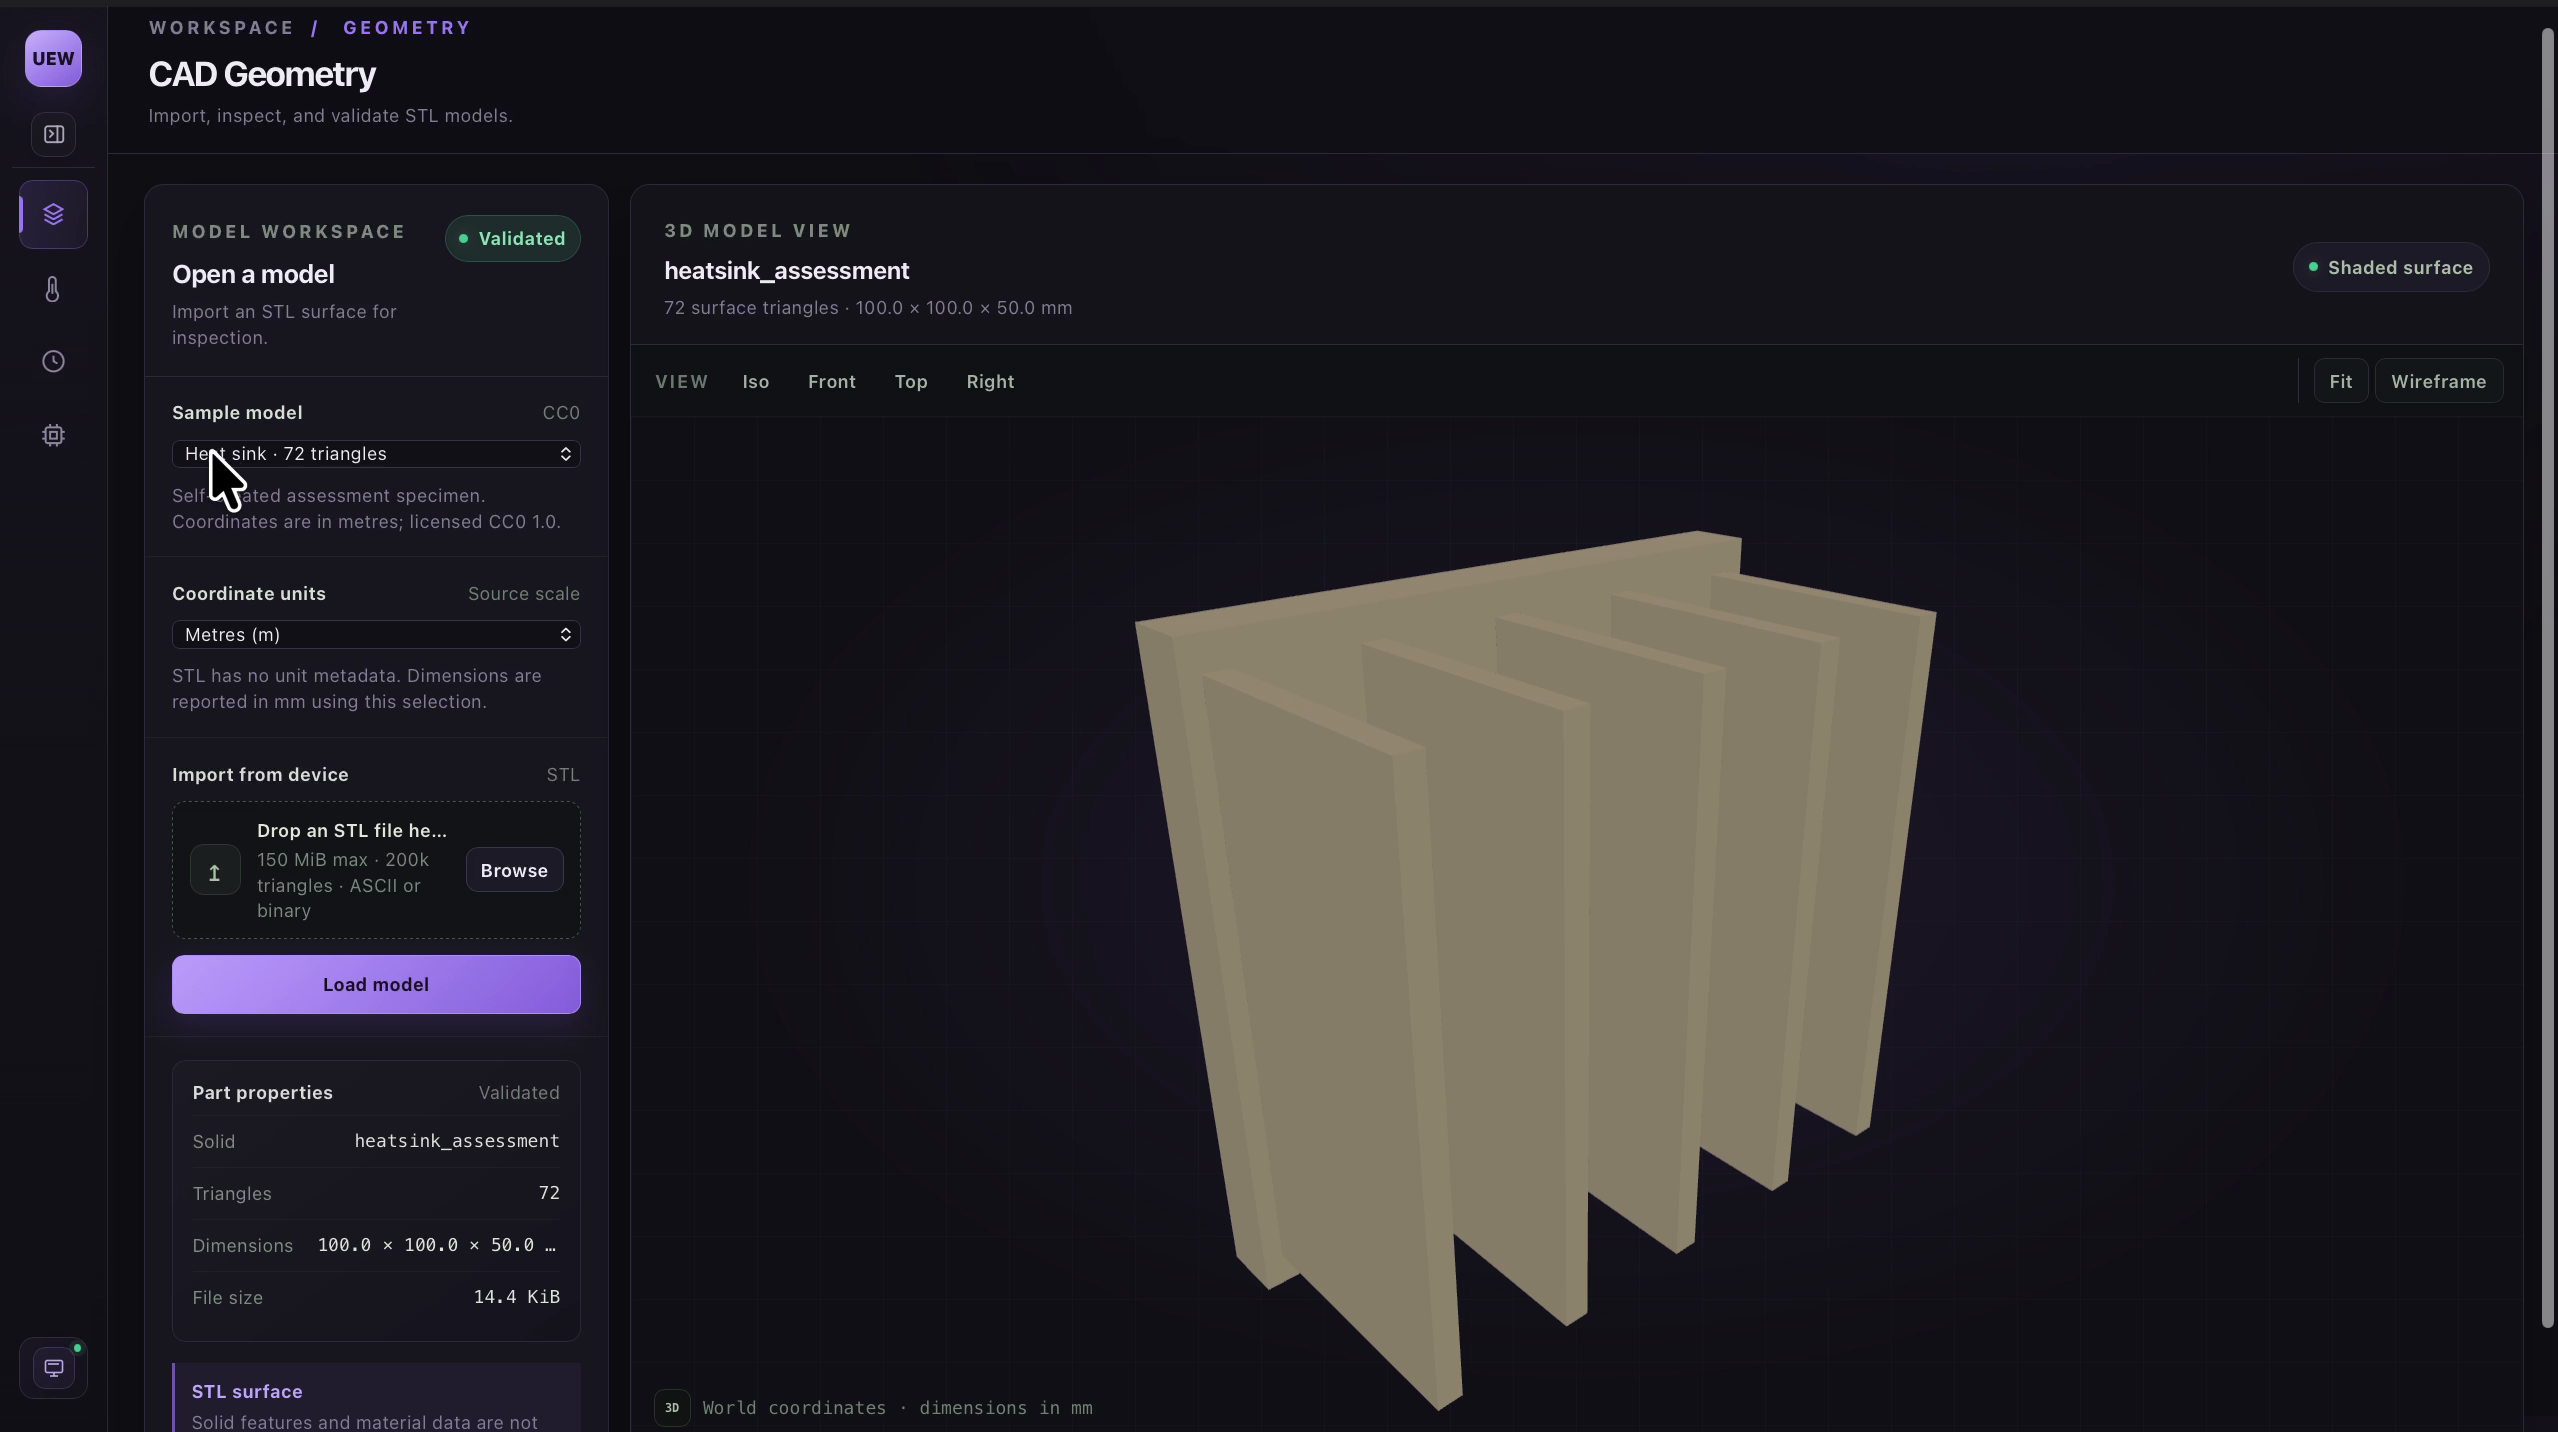 WORKSPACE / GEOMETRY
CAD Geometry
Import, inspect, and validate STL models.
UEW
MODEL WORKSPACE
Validated
Open a model
Import an STL surface for
inspection.
Sample model
CC0
sink · 72 triangles
assessment specimen.
Coordinates are in metres; licensed CC0 1.0.
Coordinate units
Source scale
Metres (m)
STL has no unit metadata. Dimensions are
reported in mm using this selection.
Import from device
STL
Drop an STL file he...
150 MiB max · 200k
triangles · ASCII or
binary
Browse
Load model
Part properties
Validated
Solid
heatsink_assessment
Triangles
72
Dimensions
100.0 × 100.0 × 50.0 …
File size
14.4 KiB
STL surface
Solid features and material data are not
3D MODEL VIEW
heatsink_assessment
72 surface triangles · 100.0 × 100.0 × 50.0 mm
Shaded surface
VIEW
Iso
Front
Top
Right
Fit
Wireframe
3D
World coordinates · dimensions in mm